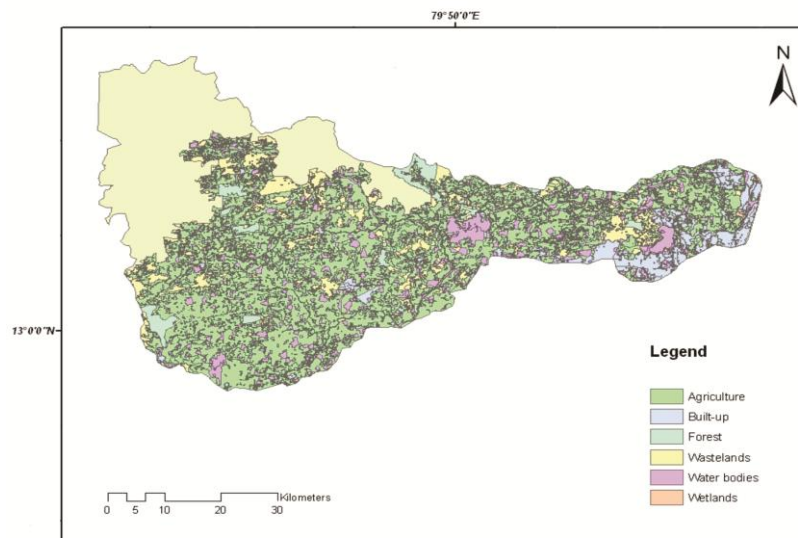 79°50'0"E
N
13°0'0"N
Legend
Agriculture
Built-up
Forest
Wastelands
Water bodies
Wetlands
Kilometers
0 5 10 20 30